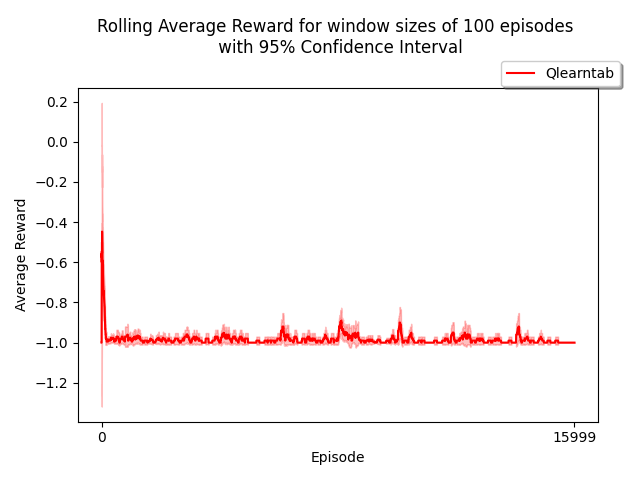 Rolling Average Reward for window sizes of 100 episodes
with 95% Confidence Interval
Qlearntab
0.2
0.0
−0.2
−0.4
−0.6
−0.8
−1.0
−1.2
Average Reward
0
15999
Episode